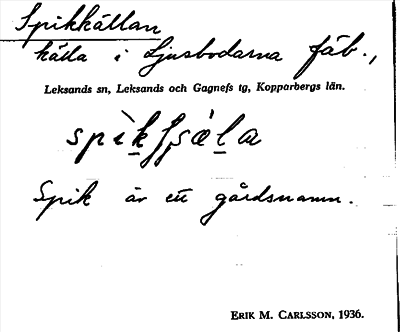 Spikkällan
källa i Ljusbodarna fäb.,
Leksands sn, Leksands och Gagnefs tg, Kopparbergs län.
Spik är ett gårdsnamn.
ERIK M. CARLSSON, 1936.